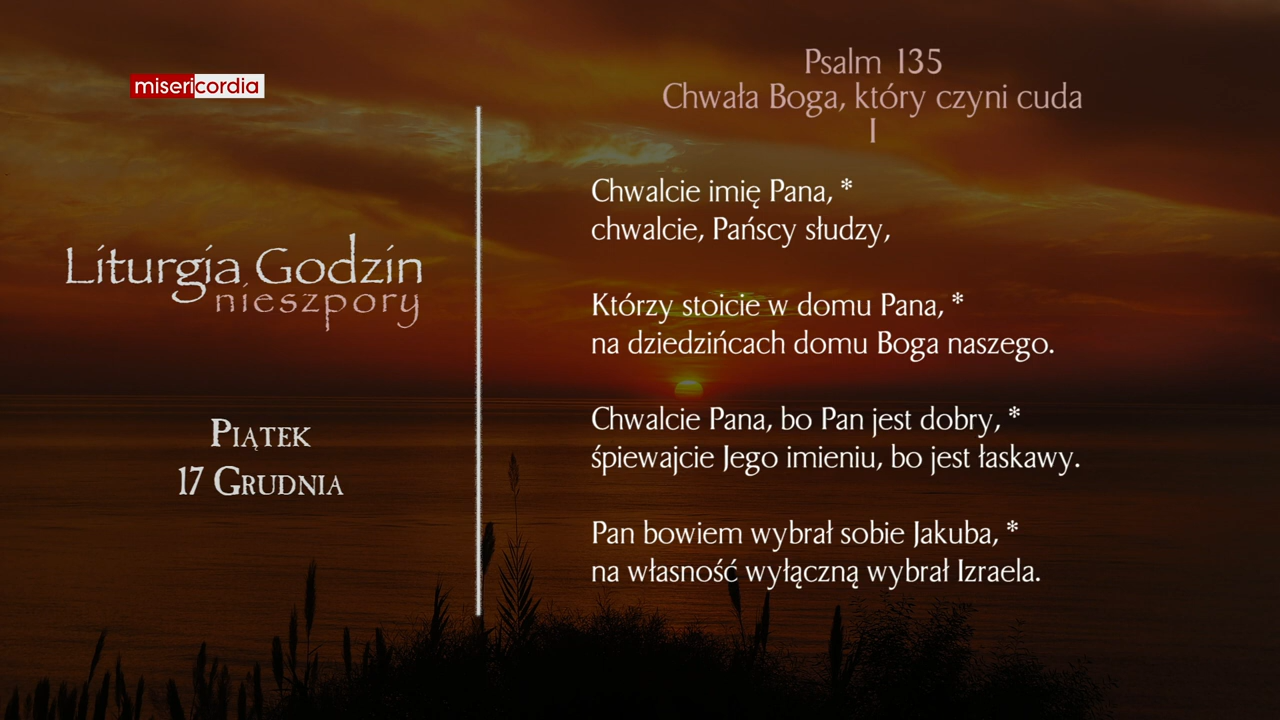 misericordia
Liturgia Godzin
nieszpory
Piątek
17 Grudnia
Psalm 135
Chwała Boga, który czyni cuda
I
Chwalcie imię Pana, *
chwalcie, Pańscy słudzy,
Którzy stoicie w domu Pana, *
na dziedzińcach domu Boga naszego.
Chwalcie Pana, bo Pan jest dobry, *
śpiewajcie Jego imieniu, bo jest łaskawy.
Pan bowiem wybrał sobie Jakuba, *
na własność wyłączną wybrał Izraela.